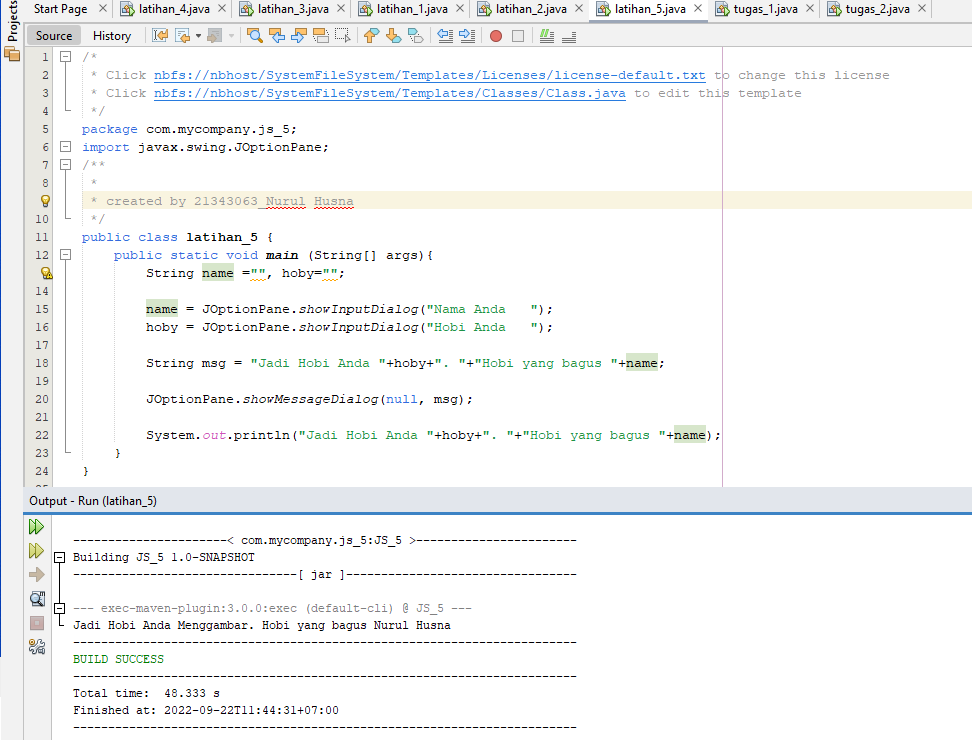 Projects
Start Page latihan_4.java latihan_3.java latihan_1.java latihan_2.java latihan_5.java tugas_1.java tugas_2.java
Source History
1 /*
2 * Click nbfs://nbhost/SystemFileSystem/Templates/Licenses/license-default.txt to change this license
3 * Click nbfs://nbhost/SystemFileSystem/Templates/Classes/Class.java to edit this template
4 */
5 package com.mycompany.js_5;
6 import javax.swing.JOptionPane;
7 /**
8 *
* created by 21343063_Nurul Husna
10 */
11 public class latihan_5 {
12 public static void main (String[] args){
String name ="", hoby="";
14
15 name = JOptionPane.showInputDialog("Nama Anda   ");
16 hoby = JOptionPane.showInputDialog("Hobi Anda   ");
17
18 String msg = "Jadi Hobi Anda "+hoby+". "+"Hobi yang bagus "+name;
19
20 JOptionPane.showMessageDialog(null, msg);
21
22 System.out.println("Jadi Hobi Anda "+hoby+". "+"Hobi yang bagus "+name);
23 }
24 }
Output - Run (latihan_5)
----------------------< com.mycompany.js_5:JS_5 >-----------------------
Building JS_5 1.0-SNAPSHOT
--------------------------------[ jar ]---------------------------------
--- exec-maven-plugin:3.0.0:exec (default-cli) @ JS_5 ---
Jadi Hobi Anda Menggambar. Hobi yang bagus Nurul Husna
------------------------------------------------------------------------
BUILD SUCCESS
------------------------------------------------------------------------
Total time:  48.333 s
Finished at: 2022-09-22T11:44:31+07:00
------------------------------------------------------------------------